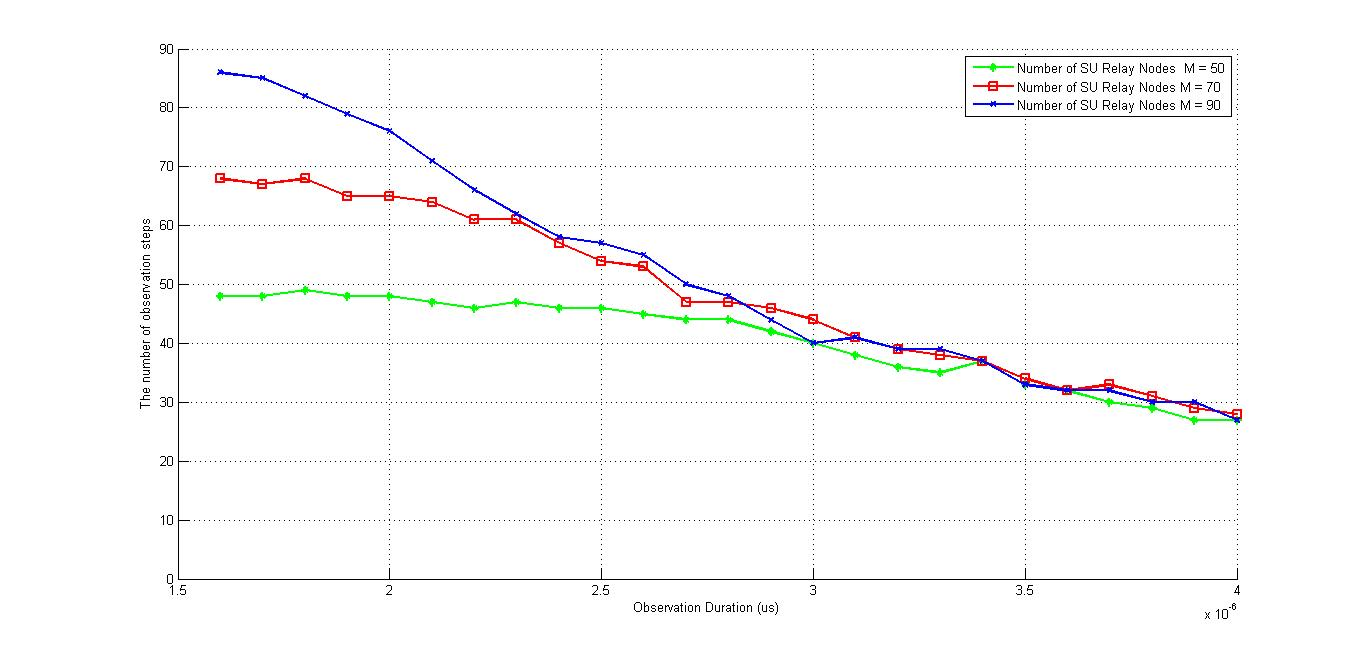 90
80
70
60
50
40
30
20
10
0
The number of observation steps
Number of SU Relay Nodes  M = 50
Number of SU Relay Nodes M = 70
Number of SU Relay Nodes M = 90
1.5 2 2.5 3 3.5 4
Observation Duration (us)
x 10-6